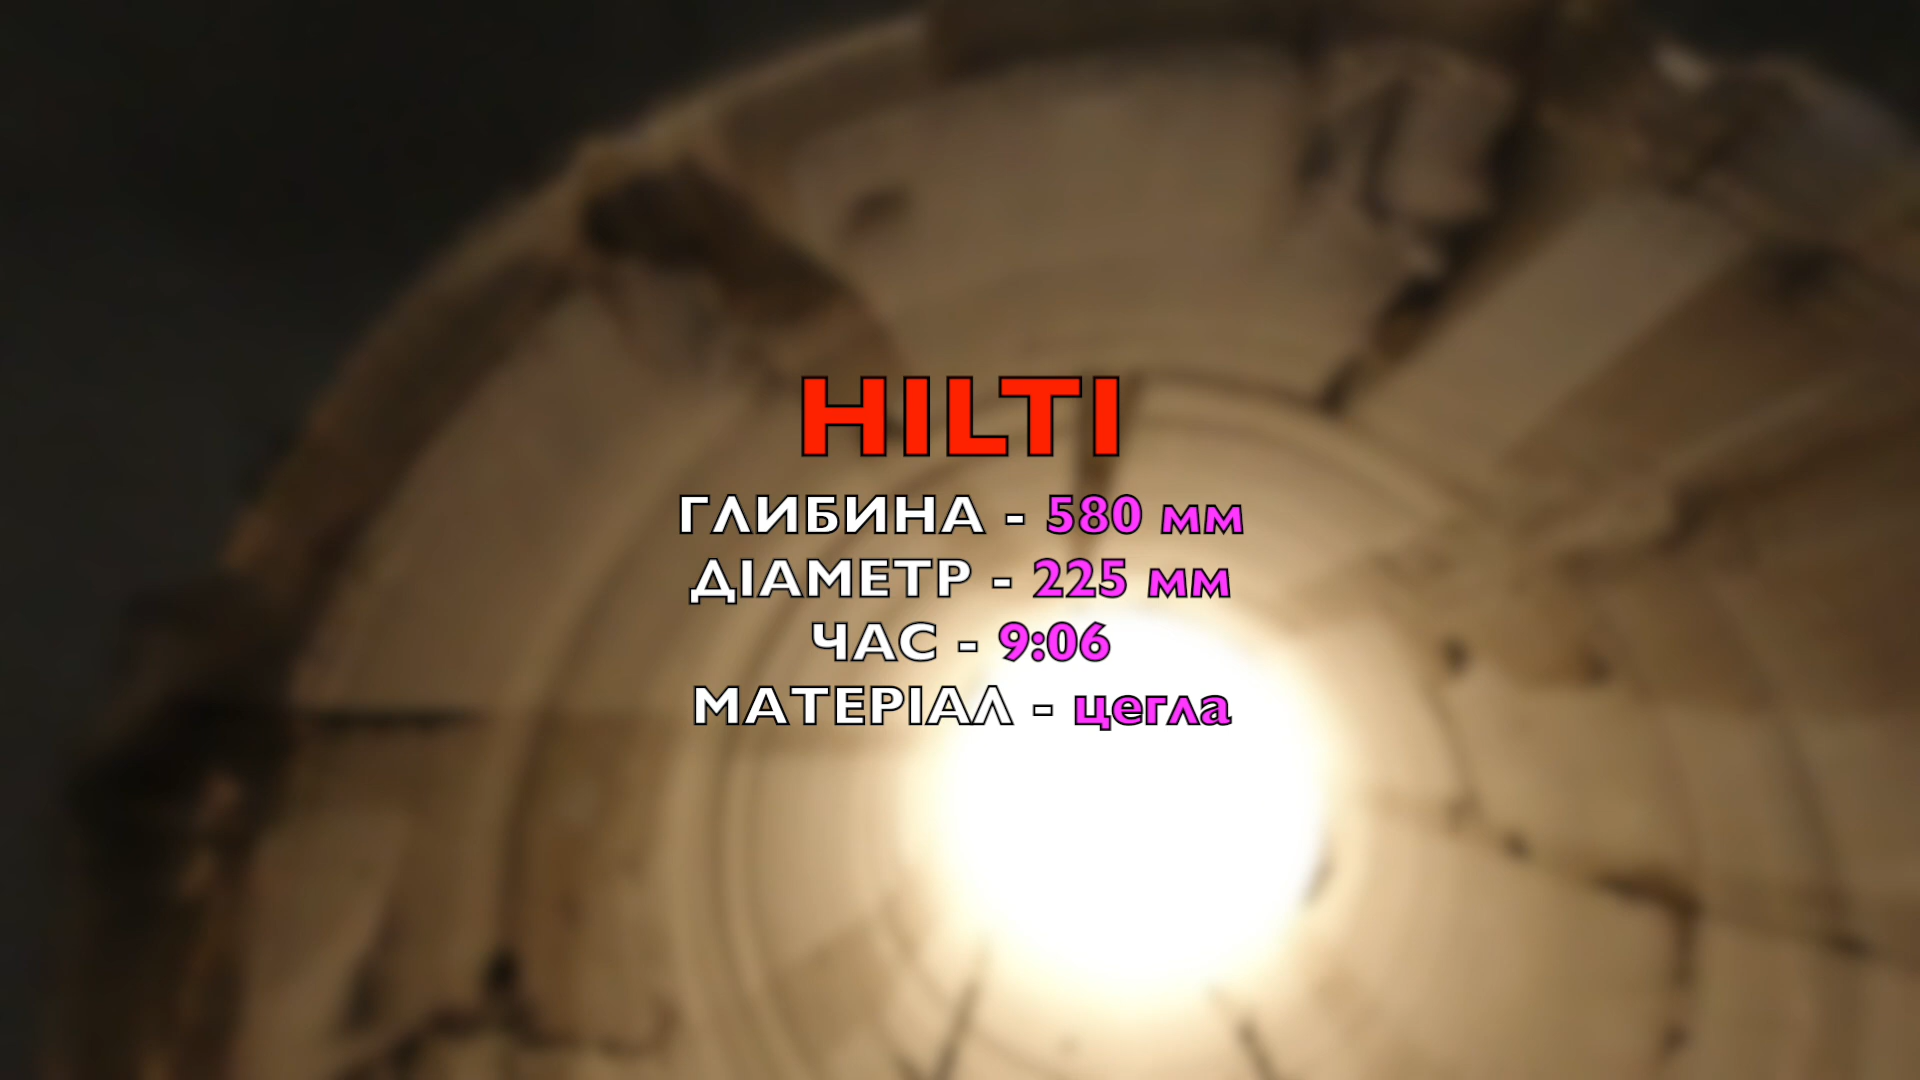 HILTI
ГЛИБИНА - 580 мм
ДІАМЕТР - 225 мм
ЧАС - 9:06
МАТЕРІАЛ - цегла